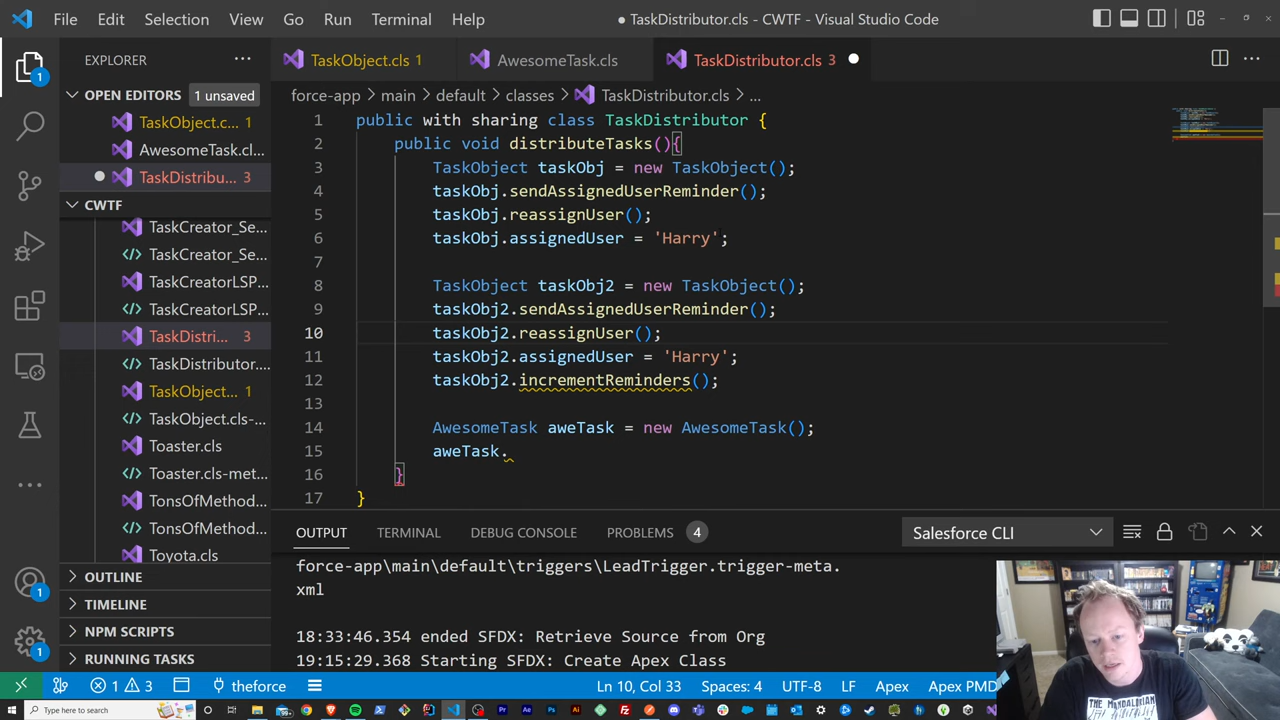 File Edit Selection View Go Run Terminal Help
TaskDistributor.cls - CWTF - Visual Studio Code
EXPLORER
TaskObject.cls 1
AwesomeTask.cls
TaskDistributor.cls 3
OPEN EDITORS
1 unsaved
force-app > main > default > classes > TaskDistributor.cls > ...
TaskObject.c... 1
AwesomeTask.cl...
TaskDistribu... 3
CWTF
TaskCreator_Se...
TaskCreator_Se...
TaskCreatorLSP...
TaskCreatorLSP...
TaskDistri... 3
TaskDistributor....
TaskObject... 1
TaskObject.cls-...
Toaster.cls
Toaster.cls-met...
TonsOfMethod...
TonsOfMethod...
Toyota.cls
OUTLINE
TIMELINE
NPM SCRIPTS
RUNNING TASKS
1 public with sharing class TaskDistributor {
2 public void distributeTasks(){
3 TaskObject taskObj = new TaskObject();
4 taskObj.sendAssignedUserReminder();
5 taskObj.reassignUser();
6 taskObj.assignedUser = 'Harry';
7
8 TaskObject taskObj2 = new TaskObject();
9 taskObj2.sendAssignedUserReminder();
10 taskObj2.reassignUser();
11 taskObj2.assignedUser = 'Harry';
12 taskObj2.incrementReminders();
13
14 AwesomeTask aweTask = new AwesomeTask();
15 aweTask.
16 }
17 }
OUTPUT TERMINAL DEBUG CONSOLE PROBLEMS 4
Salesforce CLI
force-app\main\default\triggers\LeadTrigger.trigger-meta.
xml
18:33:46.354 ended SFDX: Retrieve Source from Org
19:15:29.368 Starting SFDX: Create Apex Class
1 3 theforce
Ln 10, Col 33 Spaces: 4 UTF-8 LF Apex Apex PMD
Type here to search
THE MANDALORIAN